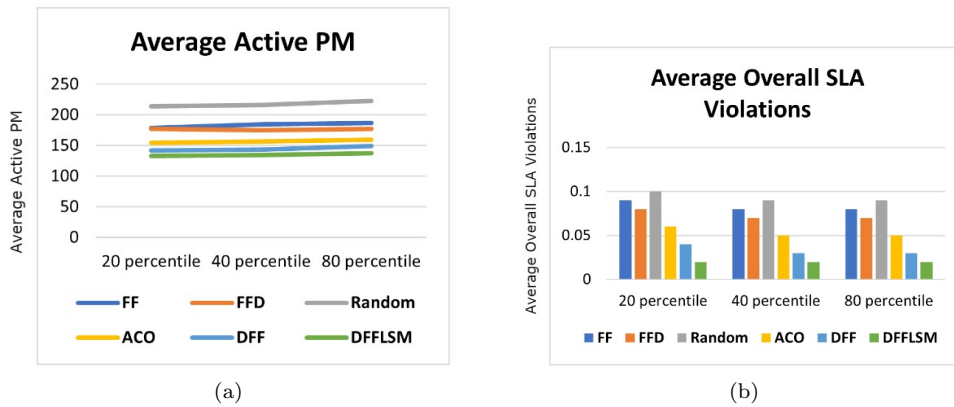 Average Active PM
Average Active PM
250
200
150
100
50
0
20 percentile 40 percentile 80 percentile
FF FFD Random
ACO DFF DFFLSM
(a)
Average Overall SLA
Violations
Average Overall SLA Violations
0.15
0.1
0.05
0
20 percentile 40 percentile 80 percentile
FF FFD Random ACO DFF DFFLSM
(b)